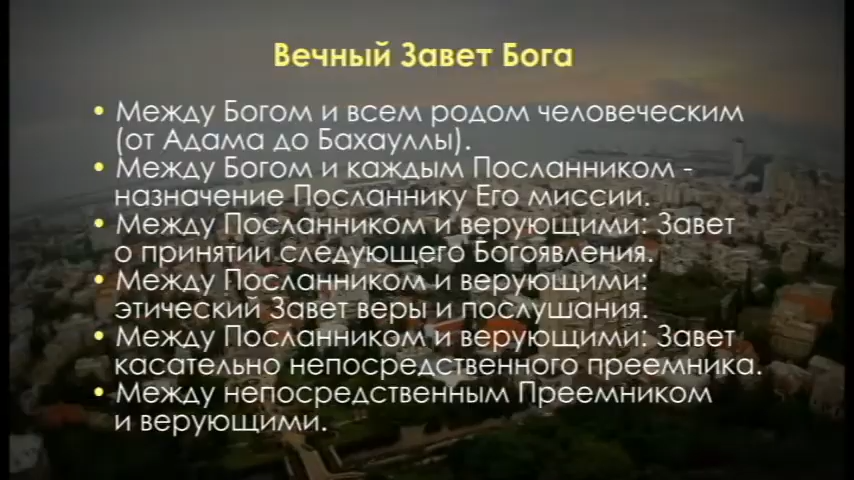 Вечный Завет Бога
• Между Богом и всем родом человеческим
(от Адама до Бахауллы).
• Между Богом и каждым Посланником -
назначение Посланнику Его миссии.
• Между Посланником и верующими: Завет
о принятии следующего Богоявления.
• Между Посланником и верующими:
этический Завет веры и послушания.
• Между Посланником и верующими: Завет
касательно непосредственного преемника.
• Между непосредственным Преемником
и верующими.